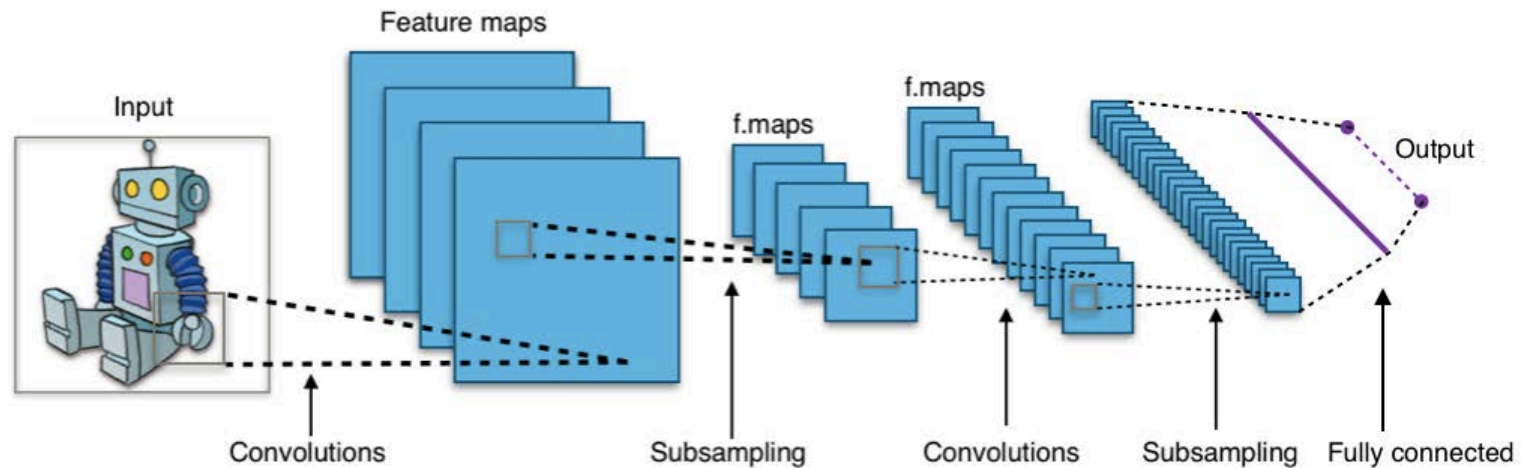 Feature maps
Input
f.maps
f.maps
Output
Convolutions
Subsampling
Convolutions
Subsampling
Fully connected